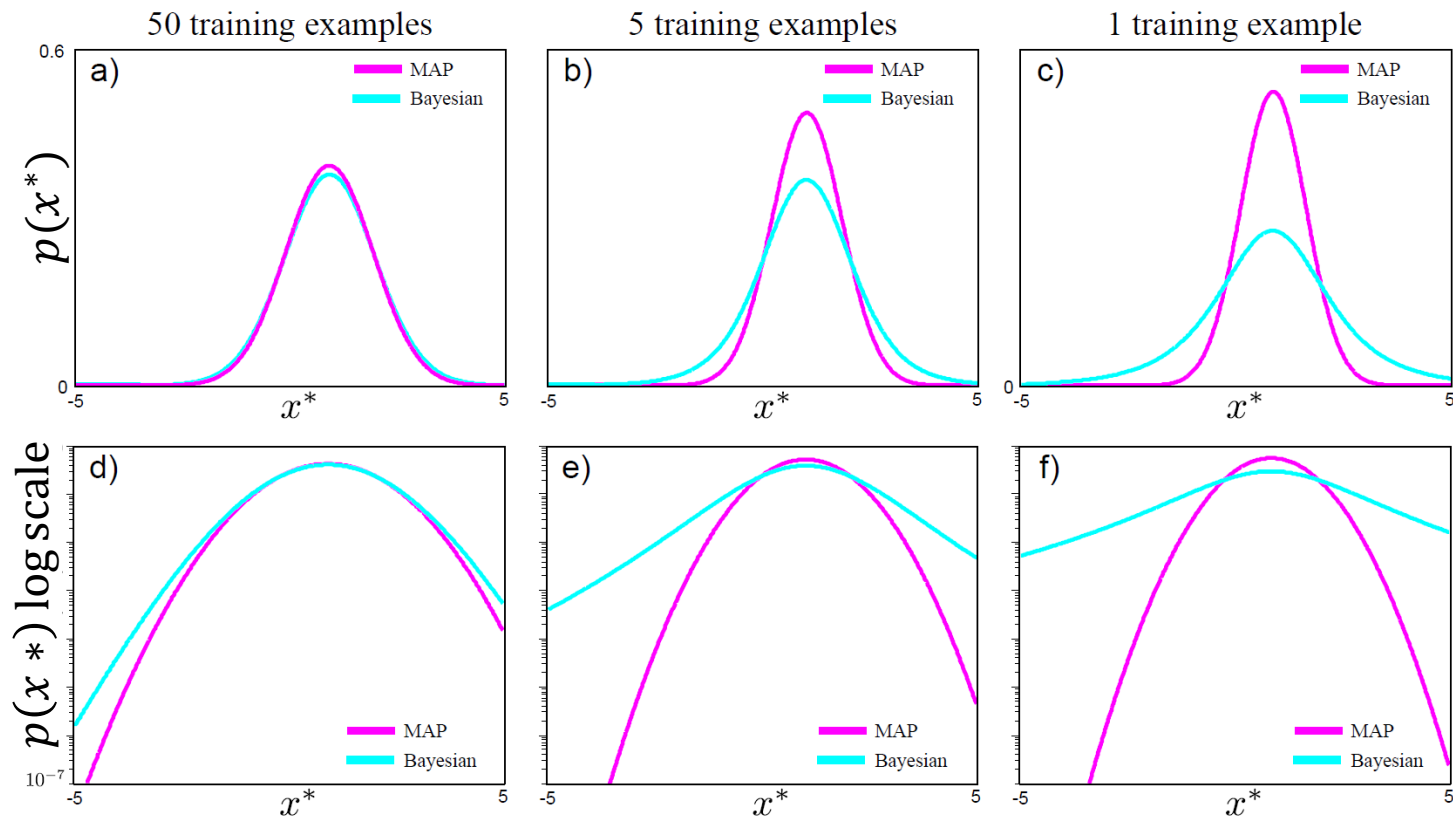 50 training examples
5 training examples
1 training example
0.6
a)
MAP
Bayesian
b)
MAP
Bayesian
c)
MAP
Bayesian
p(x*)
0
-5
x*
5
-5
x*
5
0
-5
x*
5
d)
e)
f)
p(x *) log scale
MAP
Bayesian
MAP
Bayesian
MAP
Bayesian
10⁻⁷
-5
x*
5
-5
x*
5
-5
x*
5